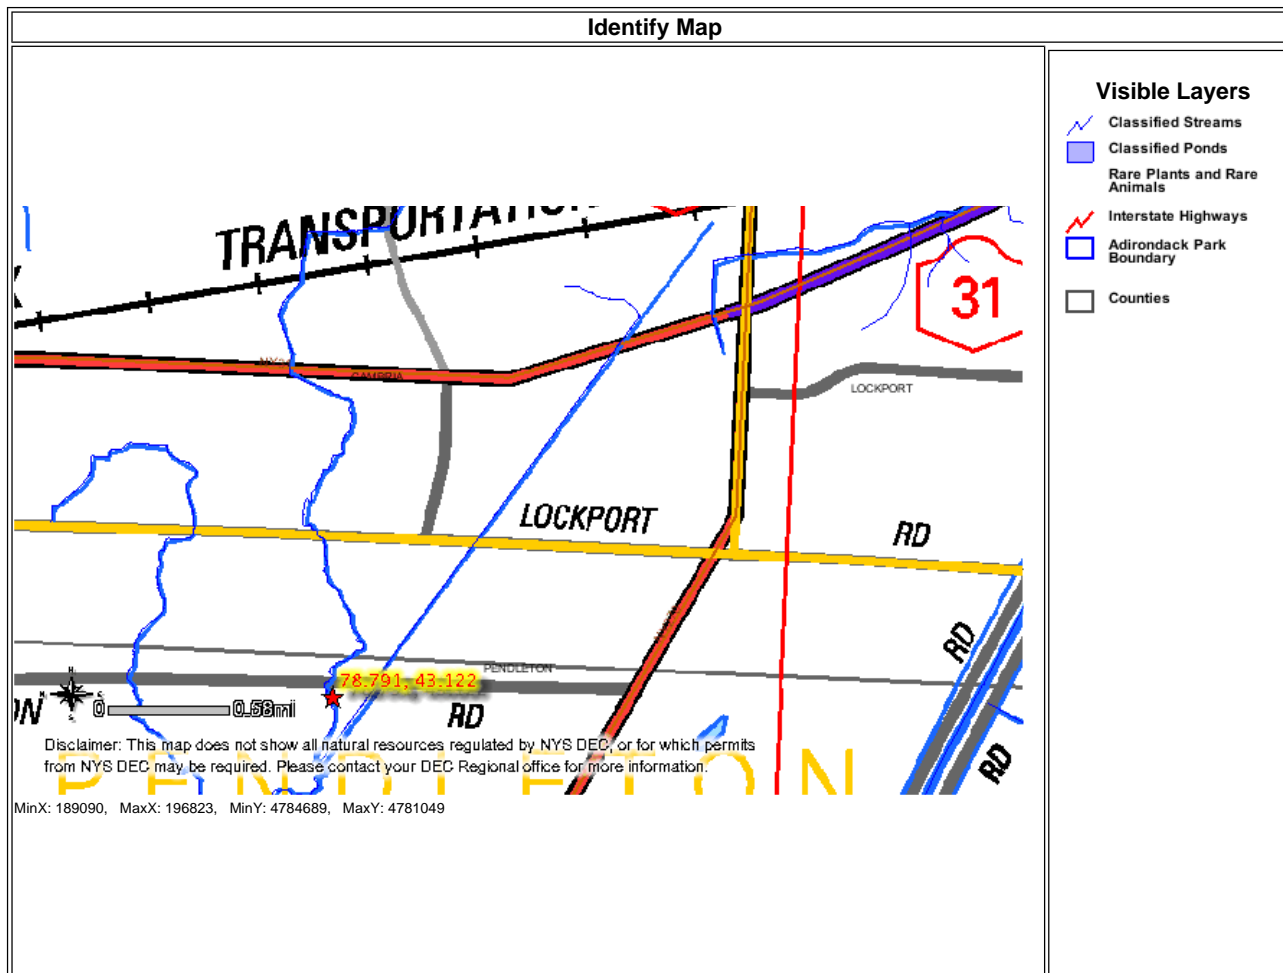 Identify Map
Visible Layers
Classified Streams
Classified Ponds
Rare Plants and Rare
Animals
Interstate Highways
Adirondack Park
Boundary
Counties
31
CAMBRIA
LOCKPORT
LOCKPORT
RD
RD
PENDLETON
78.791, 43.122
0
0.58mi
RD
RD
Disclaimer: This map does not show all natural resources regulated by NYS DEC, or for which permits
from NYS DEC may be required. Please contact your DEC Regional office for more information.
PENDLETON
MinX: 189090, MaxX: 196823, MinY: 4784689, MaxY: 4781049